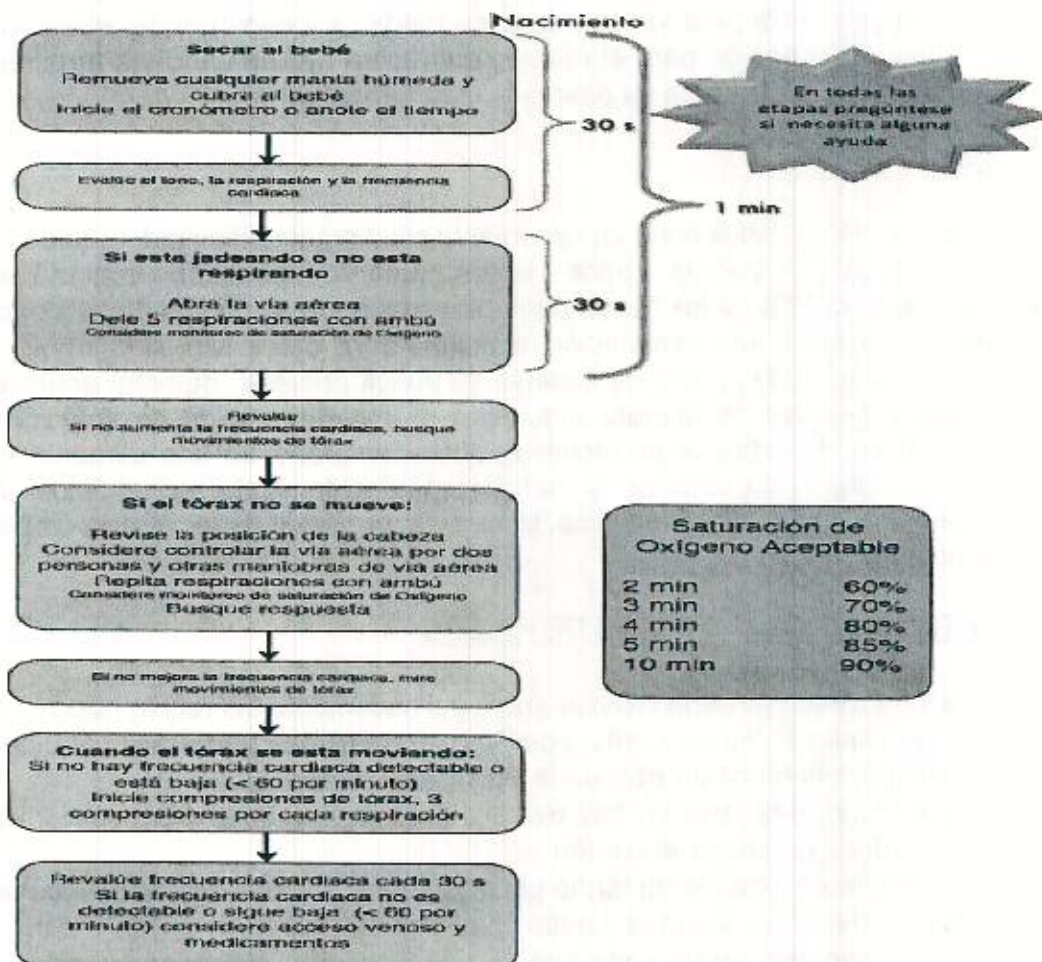 Nacimiento
Secar al bebé
Remueva cualquier manta húmeda y
cubra al bebé
Inicie el cronómetro o anote el tiempo
30 s
En todas las
etapas pregúntese
si necesita alguna
ayuda
Evalúe el tono, la respiración y la frecuencia
cardiaca
1 min
Si esta jadeando o no esta
respirando
Abra la vía aérea
Dele 5 respiraciones con ambú
Considere monitoreo de saturación de Oxígeno
30 s
Revalúe
Si no aumenta la frecuencia cardiaca, busque
movimientos de tórax
Si el tórax no se mueve:
Revise la posición de la cabeza
Considere controlar la vía aérea por dos
personas y otras maniobras de vía aérea
Repita respiraciones con ambú
Considere monitoreo de saturación de Oxígeno
Busque respuesta
Saturación de
Oxígeno Aceptable
2 min 60%
3 min 70%
4 min 80%
5 min 85%
10 min 90%
Si no mejora la frecuencia cardiaca, mire
movimientos de tórax
Cuando el tórax se esta moviendo:
Si no hay frecuencia cardiaca detectable o
está baja (< 60 por minuto)
Inicie compresiones de tórax, 3
compresiones por cada respiración
Revalúe frecuencia cardiaca cada 30 s
Si la frecuencia cardiaca no es
detectable o sigue baja (< 60 por
minuto) considere acceso venoso y
medicamentos